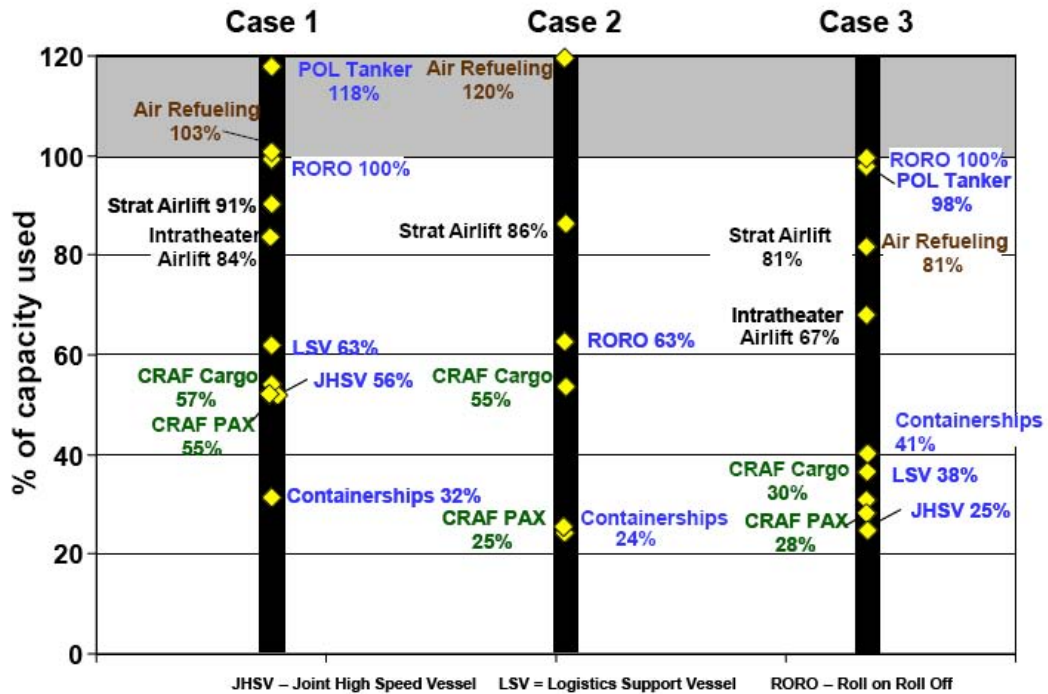 Case 1
Case 2
Case 3
% of capacity used
120
100
80
60
40
20
0
POL Tanker
118%
Air Refueling
103%
RORO 100%
Strat Airlift 91%
Intratheater
Airlift 84%
LSV 63%
CRAF Cargo
57%
JHSV 56%
CRAF PAX
55%
Containerships 32%
Air Refueling
120%
Strat Airlift 86%
RORO 63%
CRAF Cargo
55%
CRAF PAX
25%
Containerships
24%
RORO 100%
POL Tanker
98%
Strat Airlift
81%
Air Refueling
81%
Intratheater
Airlift 67%
Containerships
41%
LSV 38%
CRAF Cargo
30%
CRAF PAX
28%
JHSV 25%
JHSV – Joint High Speed Vessel LSV = Logistics Support Vessel RORO – Roll on Roll Off